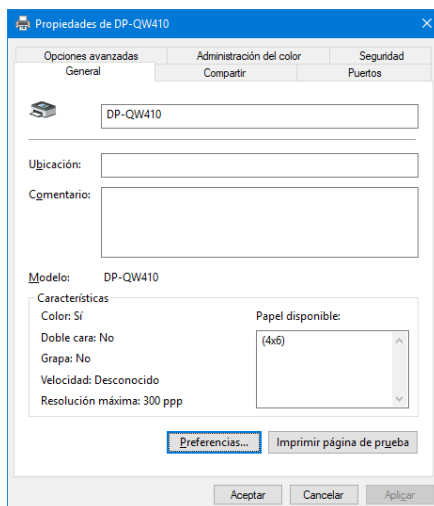 Propiedades de DP-QW410
Opciones avanzadas Administración del color Seguridad
General Compartir Puertos
DP-QW410
Ubicación:
Comentario:
Modelo: DP-QW410
Características
Color: Sí
Papel disponible:
Doble cara: No
(4x6)
Grapa: No
Velocidad: Desconocido
Resolución máxima: 300 ppp
Preferencias... Imprimir página de prueba
Aceptar Cancelar Aplicar